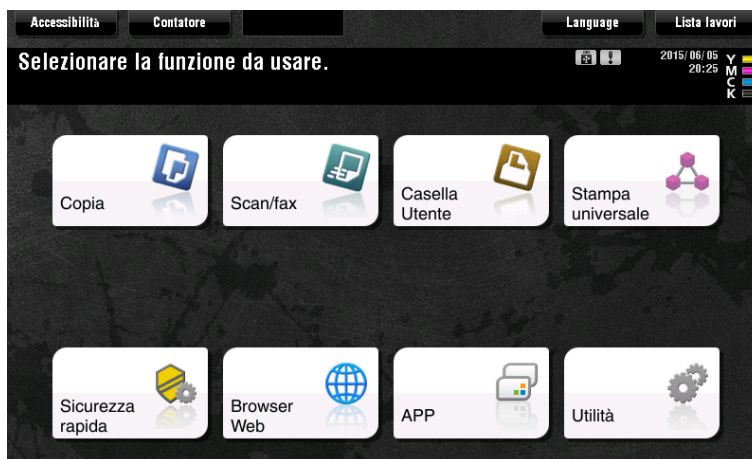 Accessibilità
Contatore
Language
Lista lavori
Selezionare la funzione da usare.
2015/06/05
20:25
Y
M
C
K
Copia
Scan/fax
Casella
Utente
Stampa
universale
Sicurezza
rapida
Browser
Web
APP
Utilità